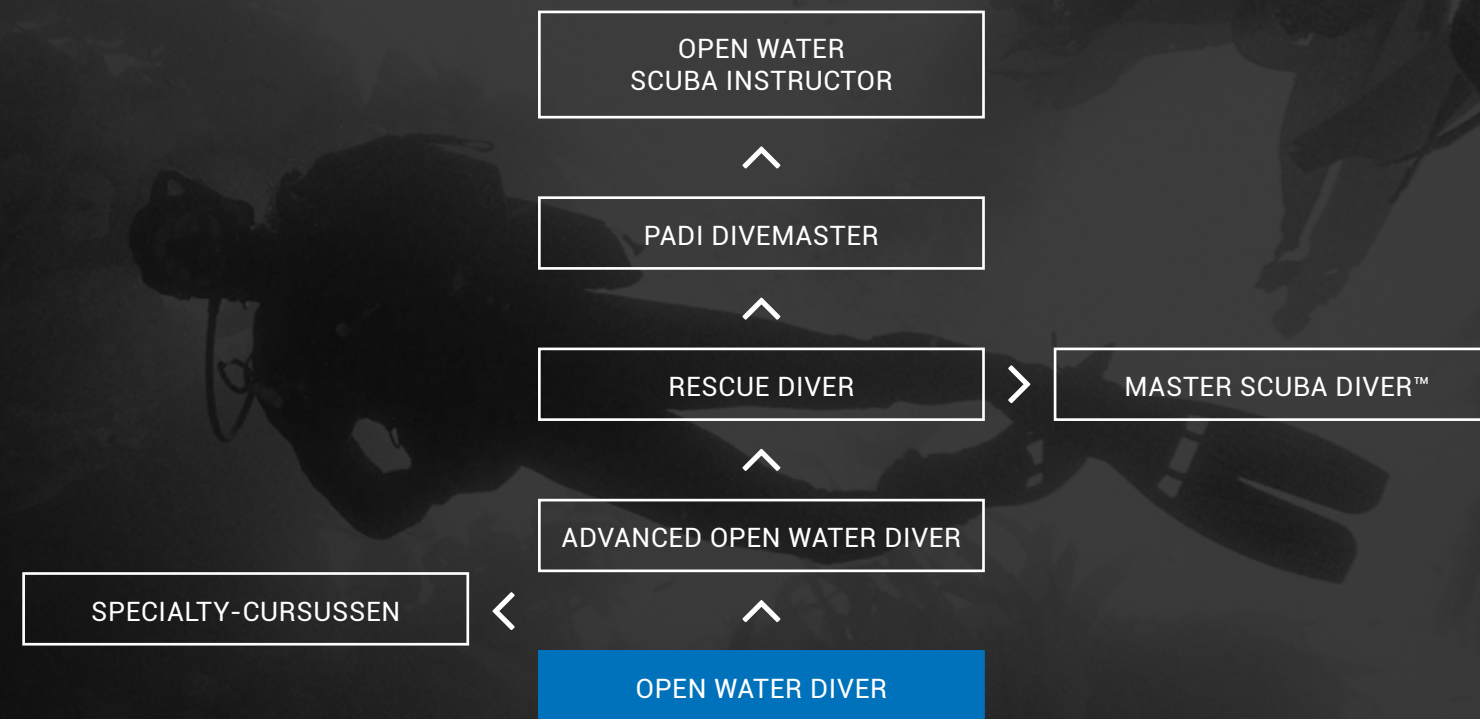 OPEN WATER
SCUBA INSTRUCTOR
PADI DIVEMASTER
RESCUE DIVER
MASTER SCUBA DIVER™
ADVANCED OPEN WATER DIVER
SPECIALTY-CURSUSSEN
OPEN WATER DIVER